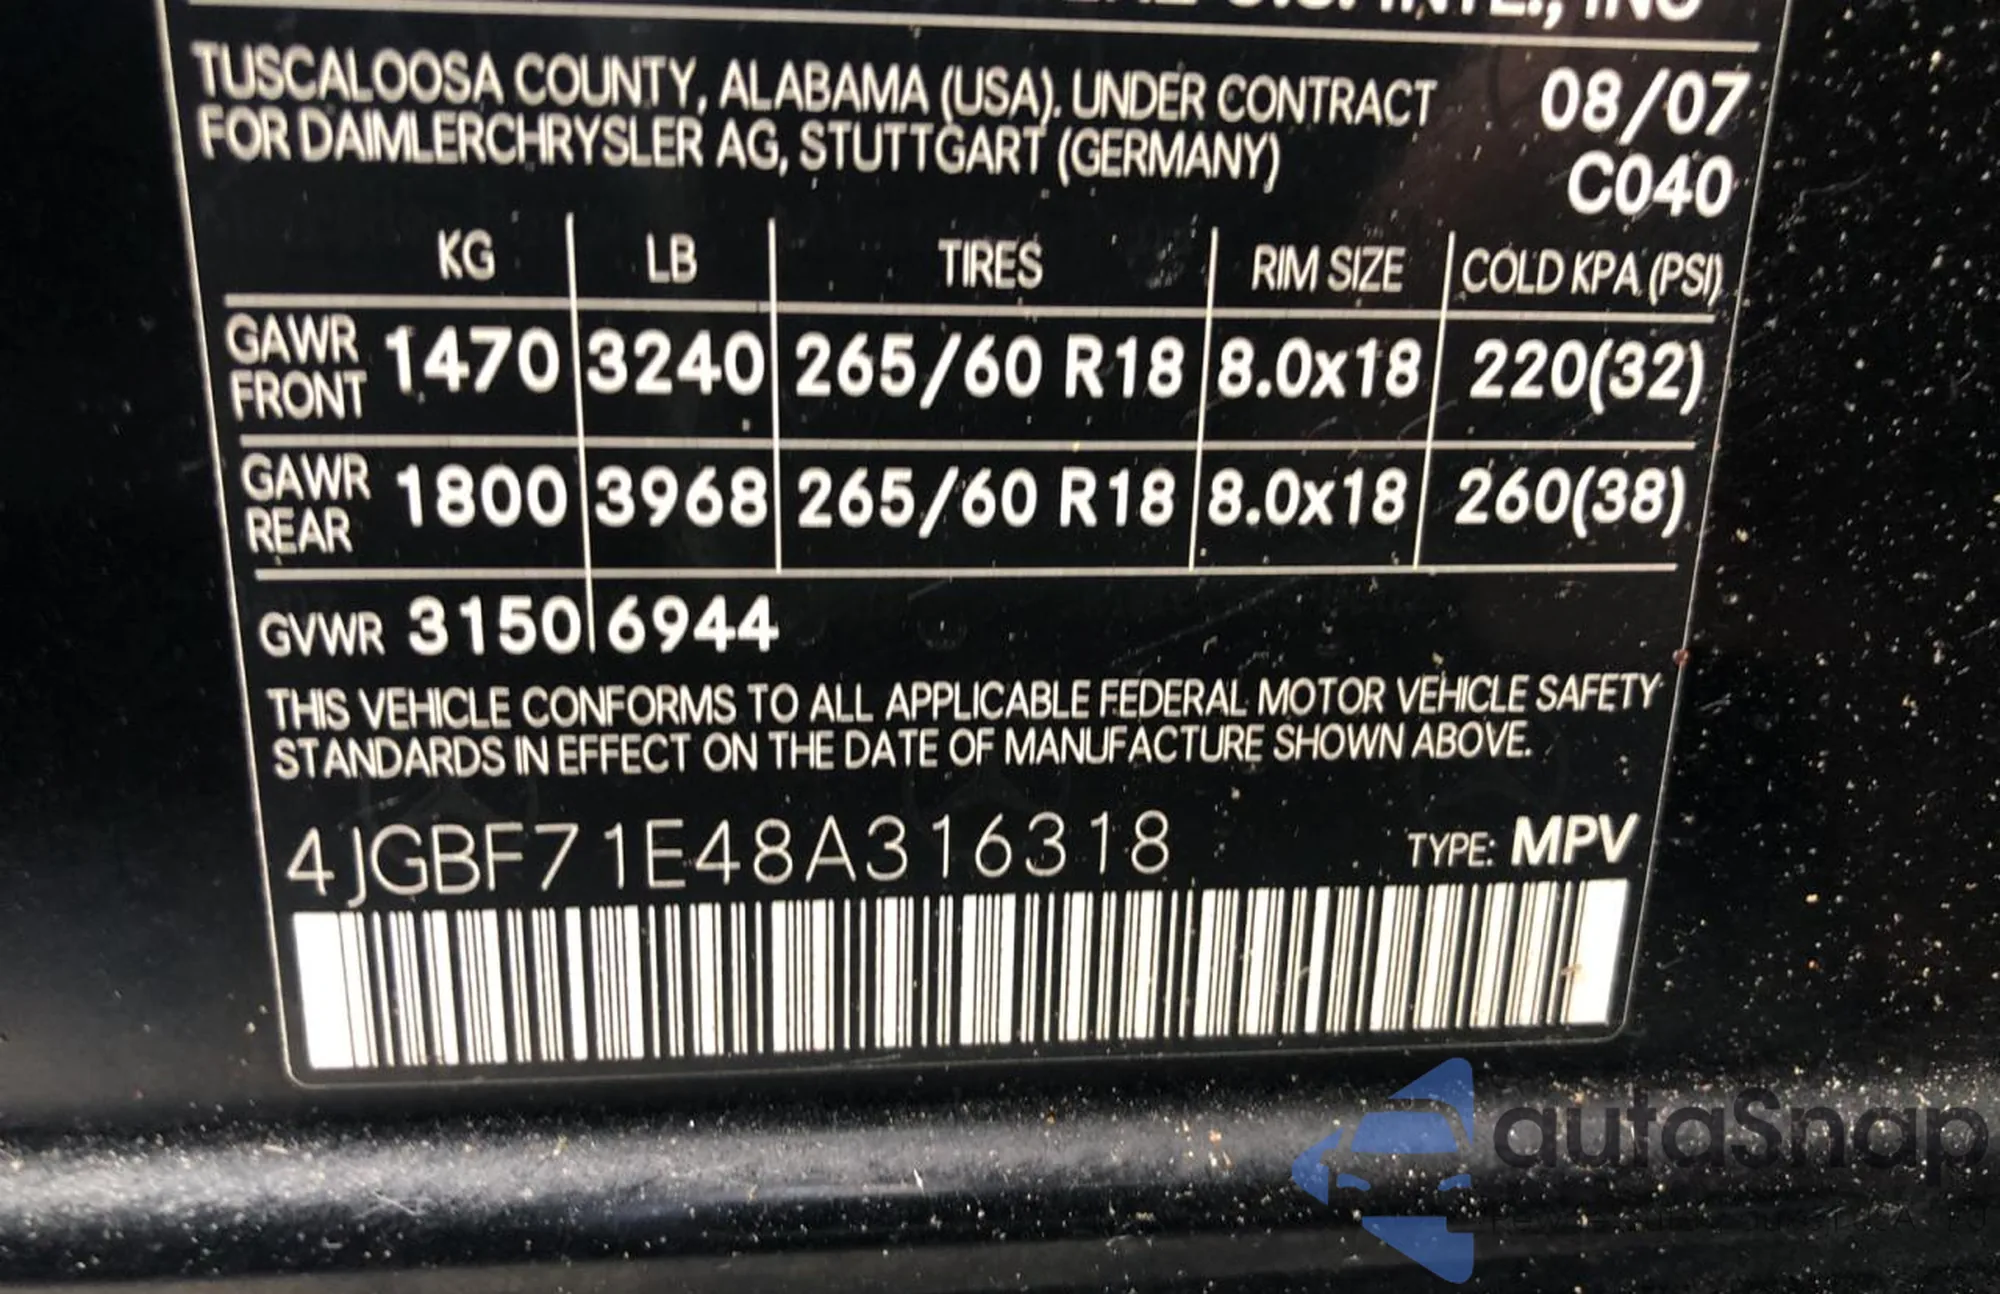 U.S. INTL., INC
TUSCALOOSA COUNTY, ALABAMA (USA). UNDER CONTRACT
FOR DAIMLERCHRYSLER AG, STUTTGART (GERMANY)
08/07
C040
KG LB TIRES RIM SIZE COLD KPA (PSI)
GAWR FRONT 1470 3240 265/60 R18 8.0x18 220(32)
GAWR REAR 1800 3968 265/60 R18 8.0x18 260(38)
GVWR 3150 6944
THIS VEHICLE CONFORMS TO ALL APPLICABLE FEDERAL MOTOR VEHICLE SAFETY
STANDARDS IN EFFECT ON THE DATE OF MANUFACTURE SHOWN ABOVE.
4JGBF71E48A316318 TYPE: MPV
autaSnap